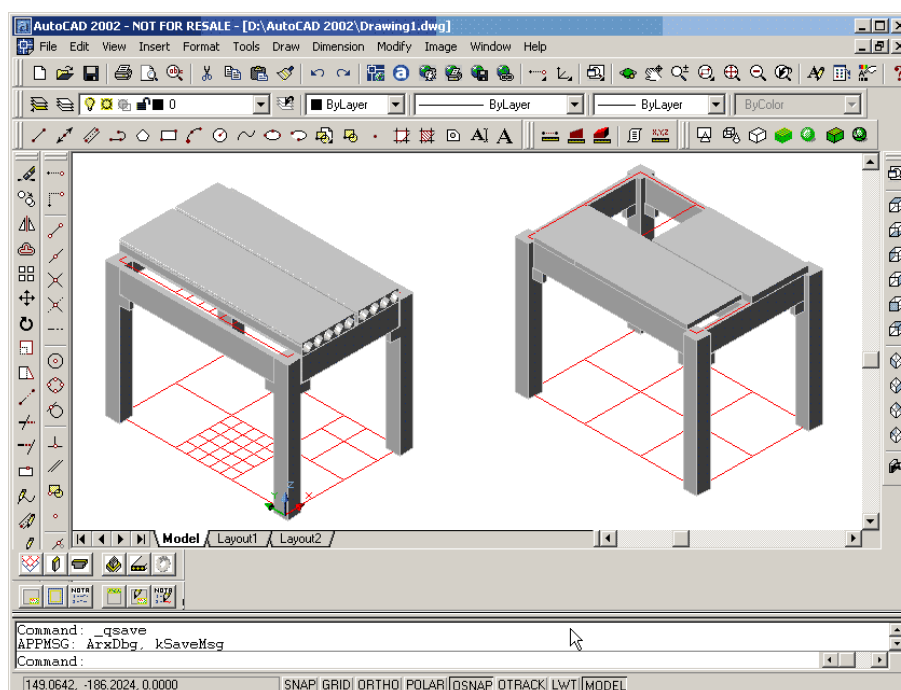 AutoCAD 2002 - NOT FOR RESALE - [D:\AutoCAD 2002\Drawing1.dwg]
File Edit View Insert Format Tools Draw Dimension Modify Image Window Help
0 ByLayer ByLayer ByLayer ByColor
A
X,Y,Z
Z
Y X
Model Layout1 Layout2
NOTA NOTA
Command: _qsave
APPMSG: ArxDbg, kSaveMsg
Command:
149.0642, -186.2024, 0.0000 SNAP GRID ORTHO POLAR OSNAP OTRACK LWT MODEL